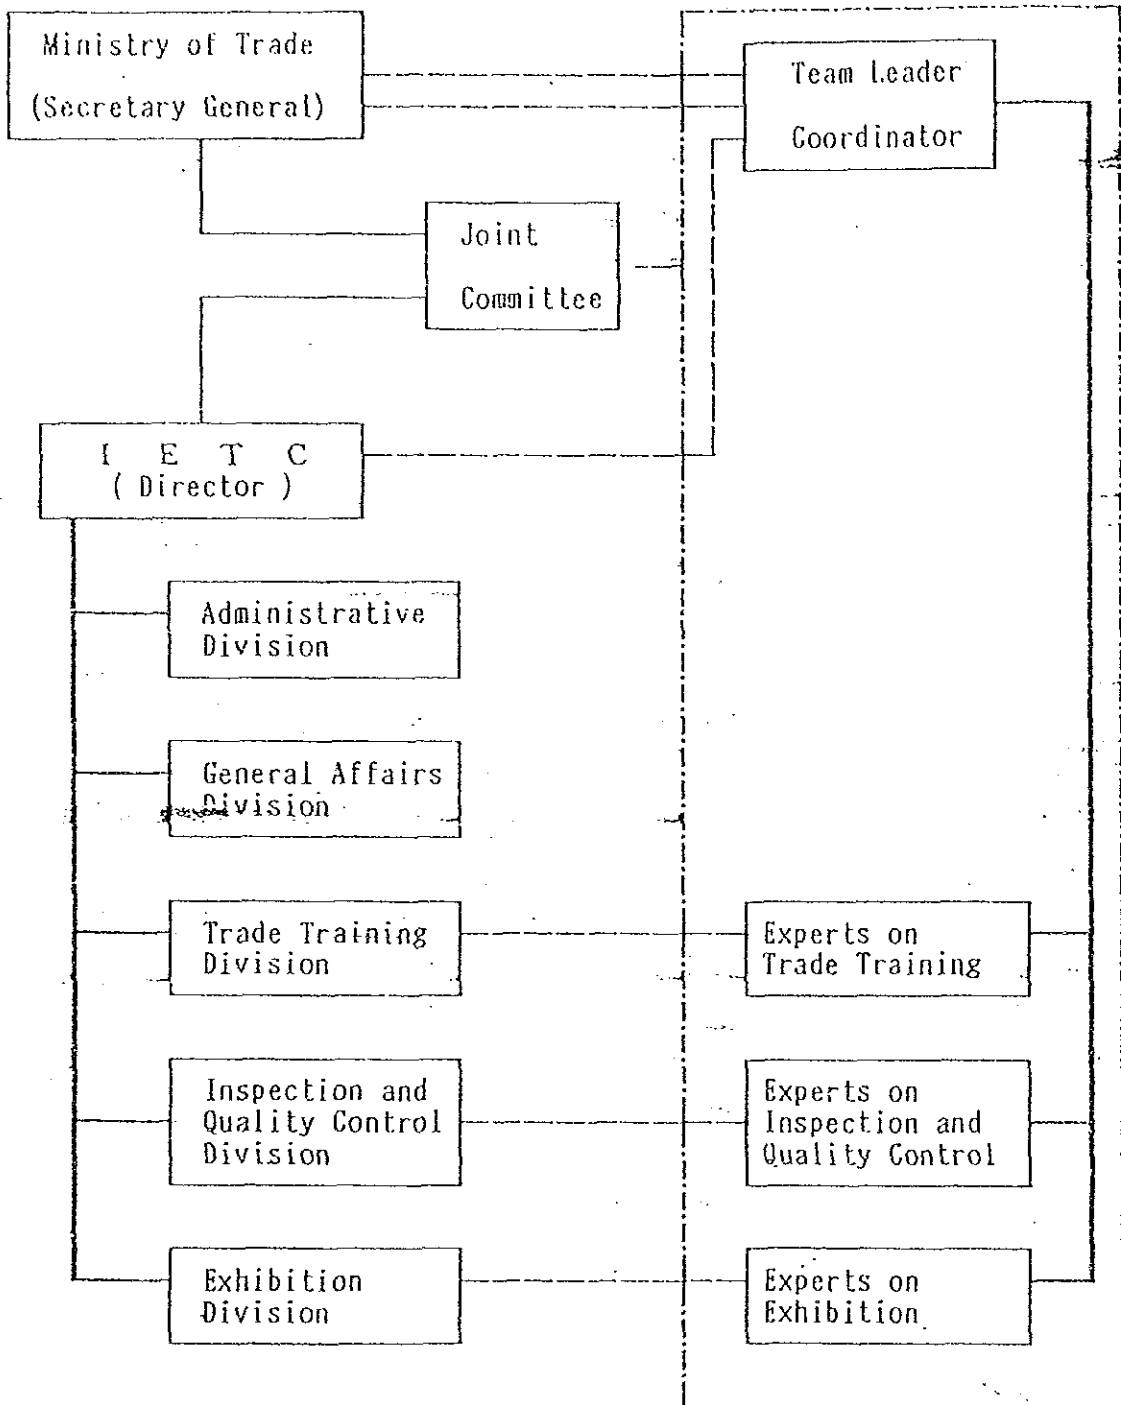 Ministry of Trade
(Secretary General)
Team Leader
Coordinator
Joint
Committee
I E T C
( Director )
Administrative
Division
General Affairs
Division
Trade Training
Division
Experts on
Trade Training
Inspection and
Quality Control
Division
Experts on
Inspection and
Quality Control
Exhibition
Division
Experts on
Exhibition